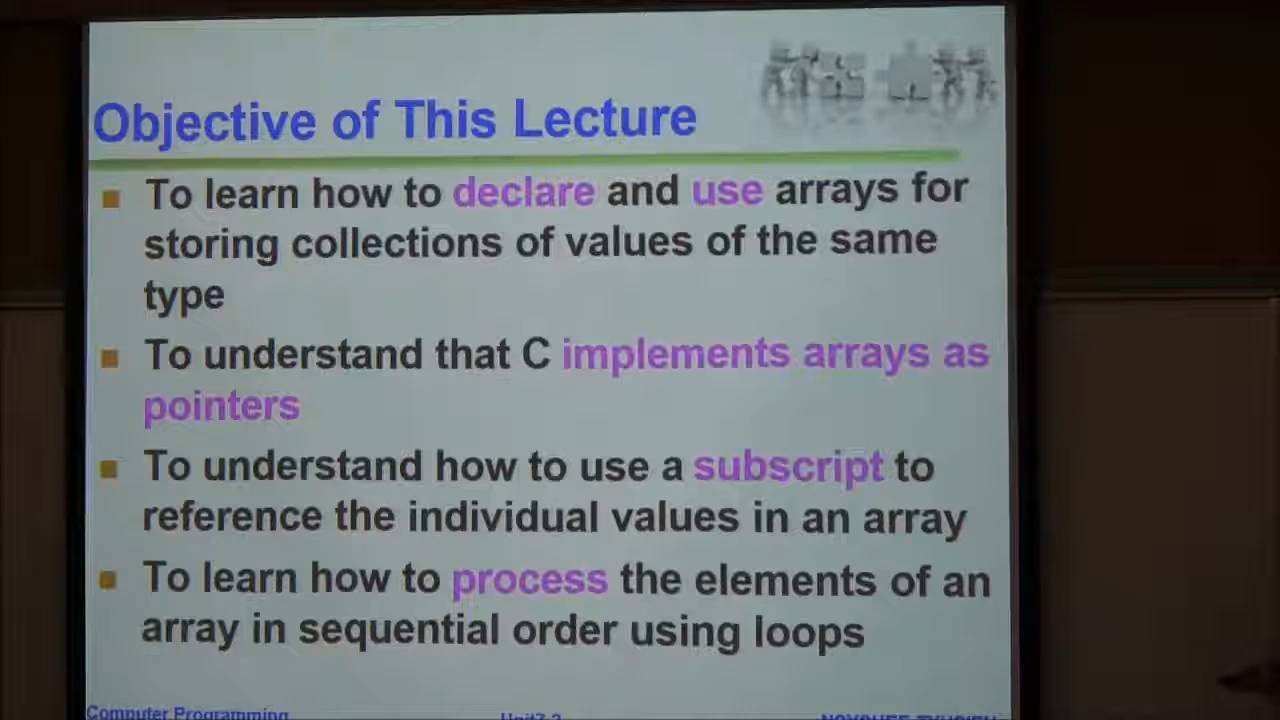 Objective of This Lecture
To learn how to declare and use arrays for
storing collections of values of the same
type
To understand that C implements arrays as
pointers
To understand how to use a subscript to
reference the individual values in an array
To learn how to process the elements of an
array in sequential order using loops
Computer Programming